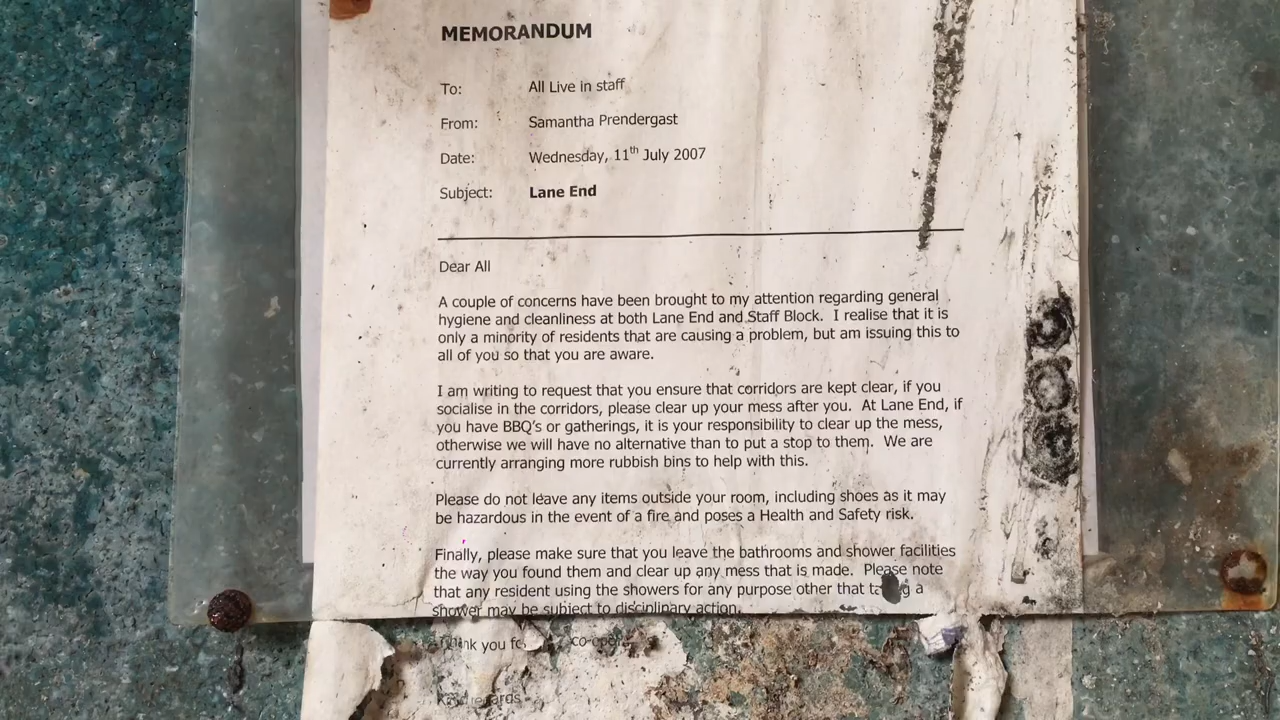 MEMORANDUM
To: All Live in staff
From: Samantha Prendergast
Date: Wednesday, 11th July 2007
Subject: Lane End
Dear All
A couple of concerns have been brought to my attention regarding general
hygiene and cleanliness at both Lane End and Staff Block. I realise that it is
only a minority of residents that are causing a problem, but am issuing this to
all of you so that you are aware.
I am writing to request that you ensure that corridors are kept clear, if you
socialise in the corridors, please clear up your mess after you. At Lane End, if
you have BBQ's or gatherings, it is your responsibility to clear up the mess,
otherwise we will have no alternative than to put a stop to them. We are
currently arranging more rubbish bins to help with this.
Please do not leave any items outside your room, including shoes as it may
be hazardous in the event of a fire and poses a Health and Safety risk.
Finally, please make sure that you leave the bathrooms and shower facilities
the way you found them and clear up any mess that is made. Please note
that any resident using the showers for any purpose other that a
shower may be subject to disciplinary action.
you